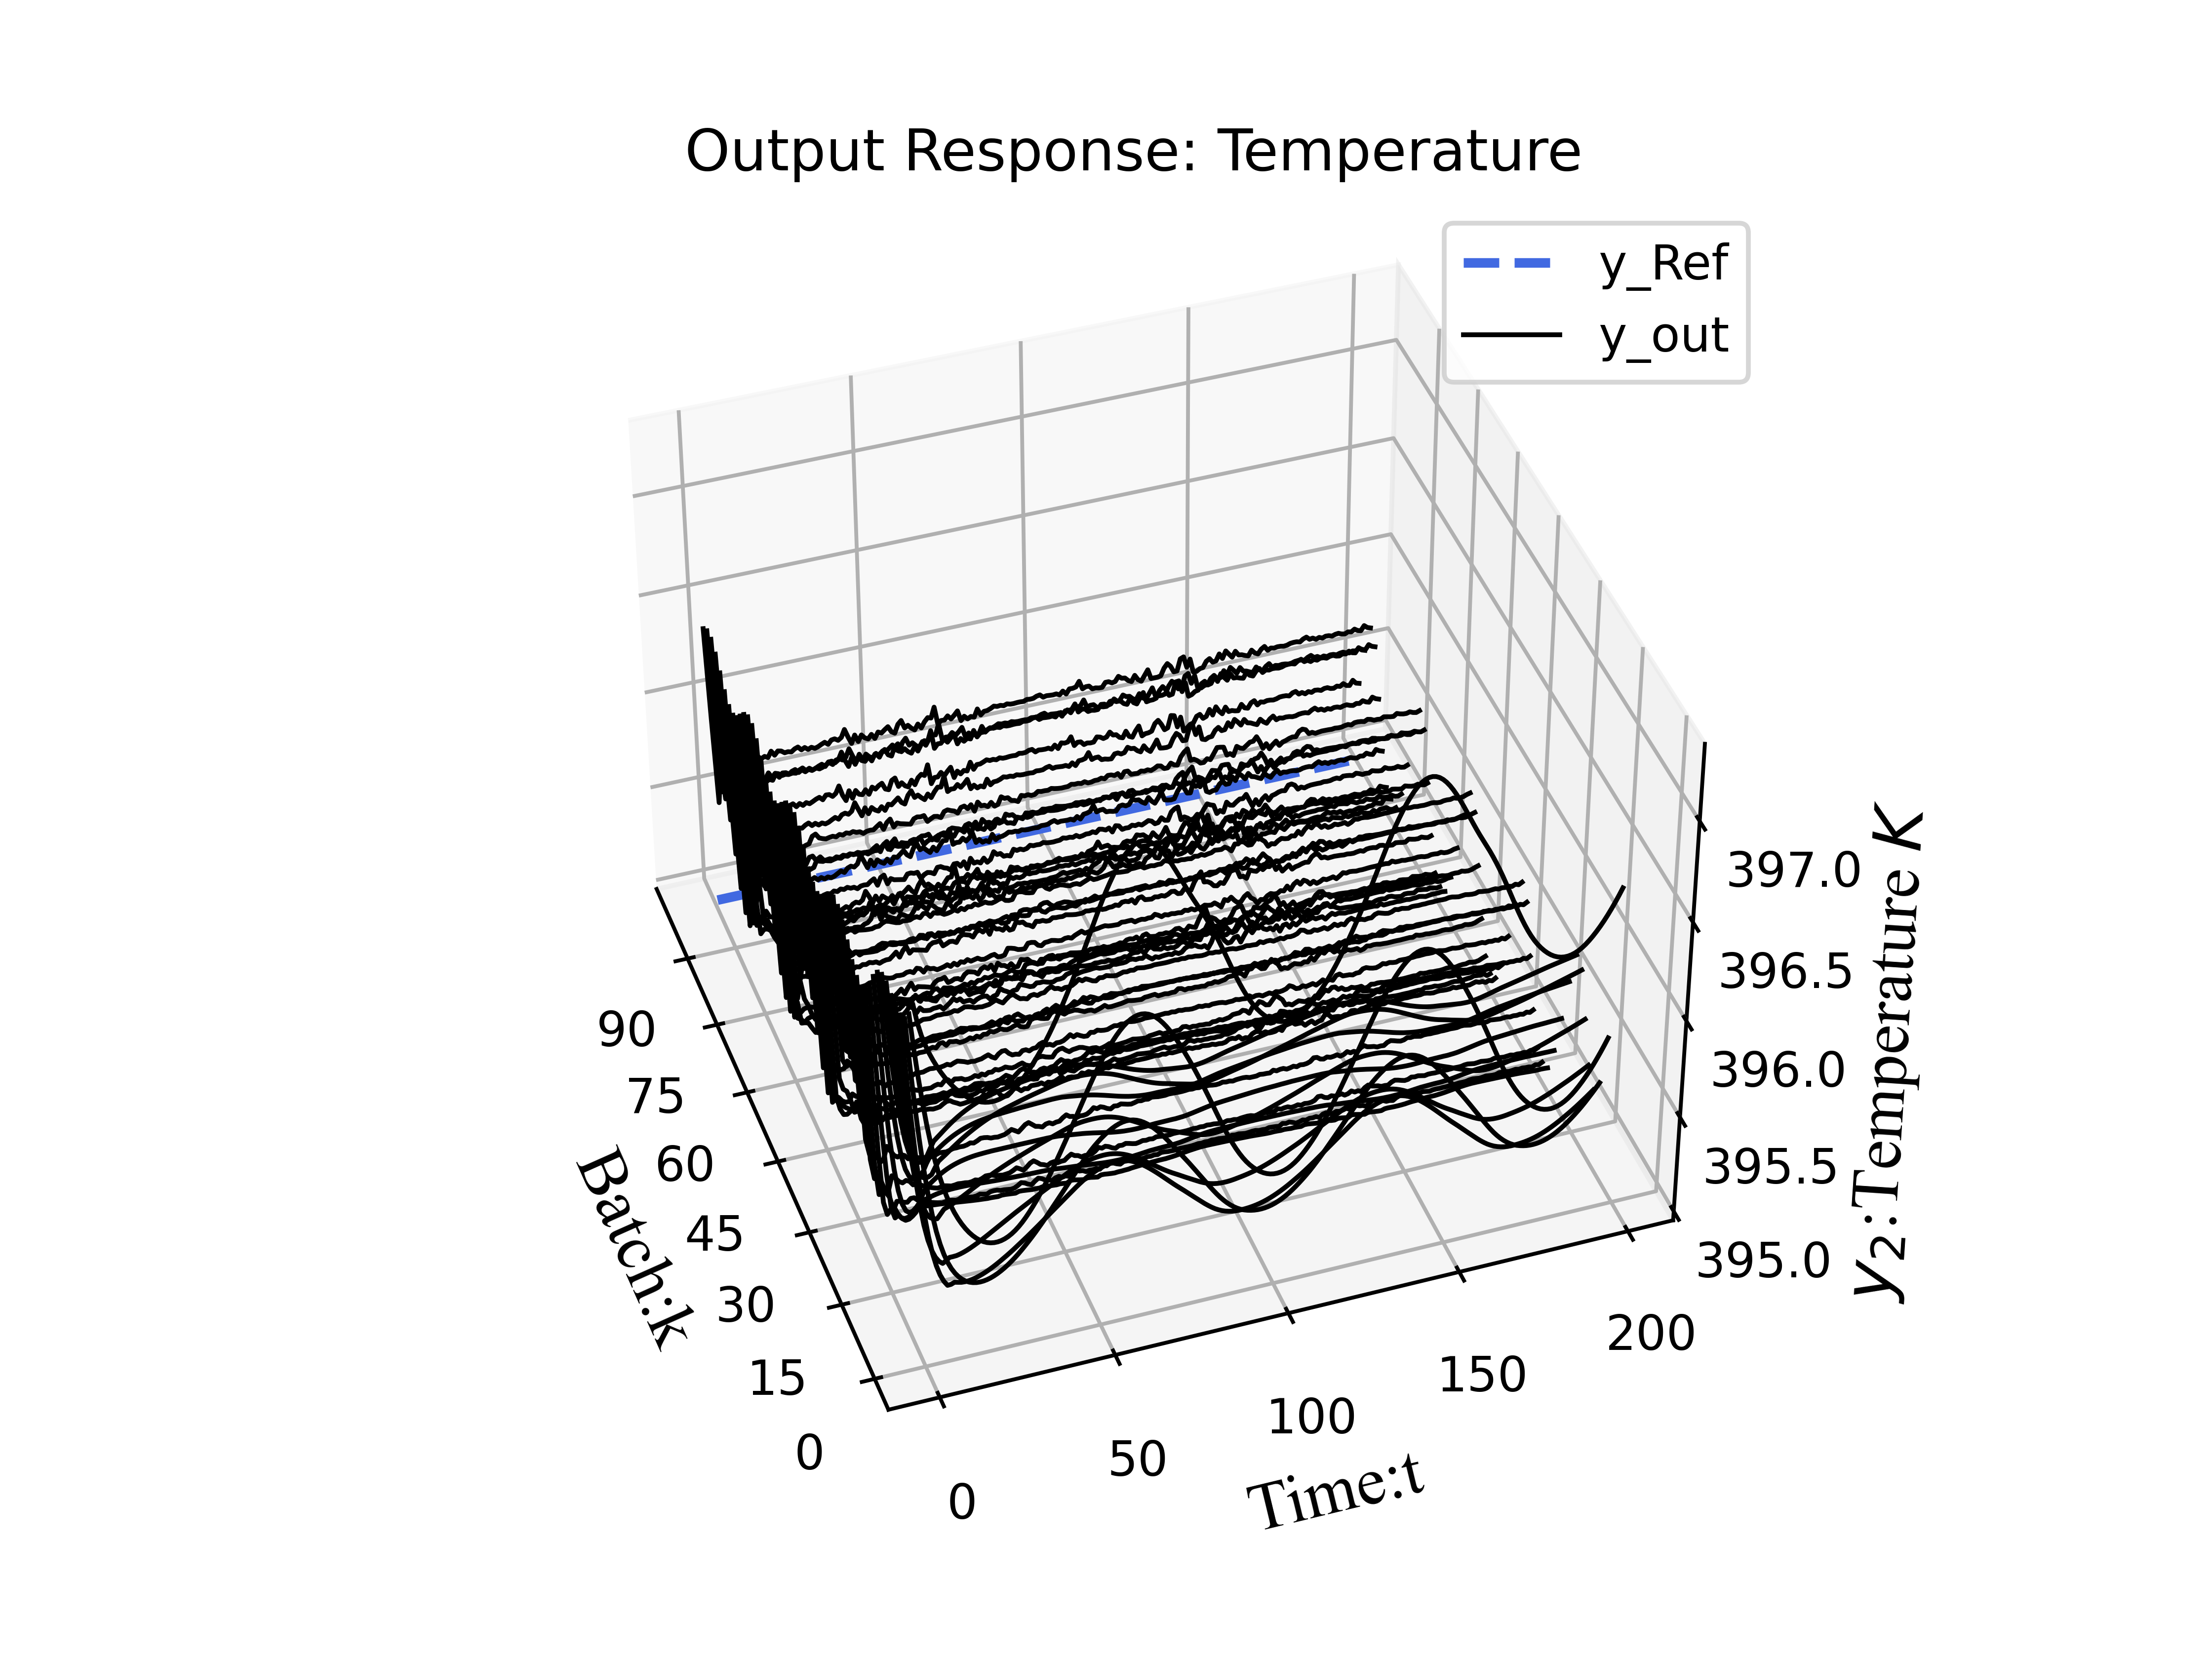 Output Response: Temperature
y_Ref
y_out
397.0
396.5
396.0
395.5
395.0
y₂:Temperature K
90
75
60
45
30
15
0
Batch:k
0
50
100
150
200
Time:t